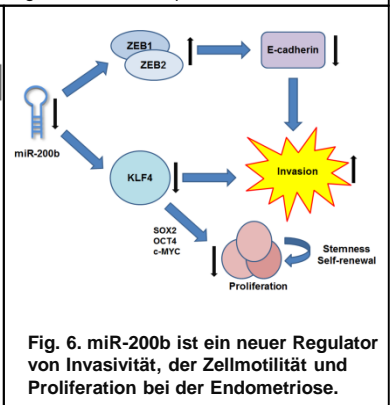 ZEB1
ZEB2
E-cadherin
miR-200b
KLF4
Invasion
SOX2
OCT4
c-MYC
Stemness
Self-renewal
Proliferation
Fig. 6. miR-200b ist ein neuer Regulator
von Invasivität, der Zellmotilität und
Proliferation bei der Endometriose.